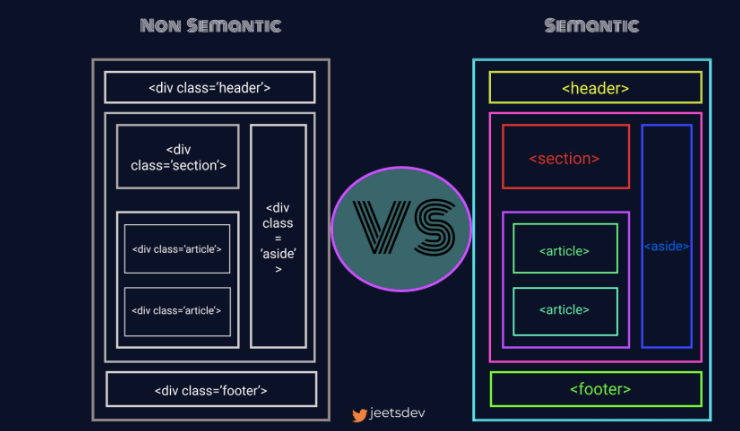 Non Semantic
Semantic
<div class='header'>
<div
class='section'>
<div class='article'>
<div class='article'>
<div
class
=
'aside'
>
<div class='footer'>
VS
<header>
<section>
<article>
<article>
<aside>
<footer>
jeetsdev